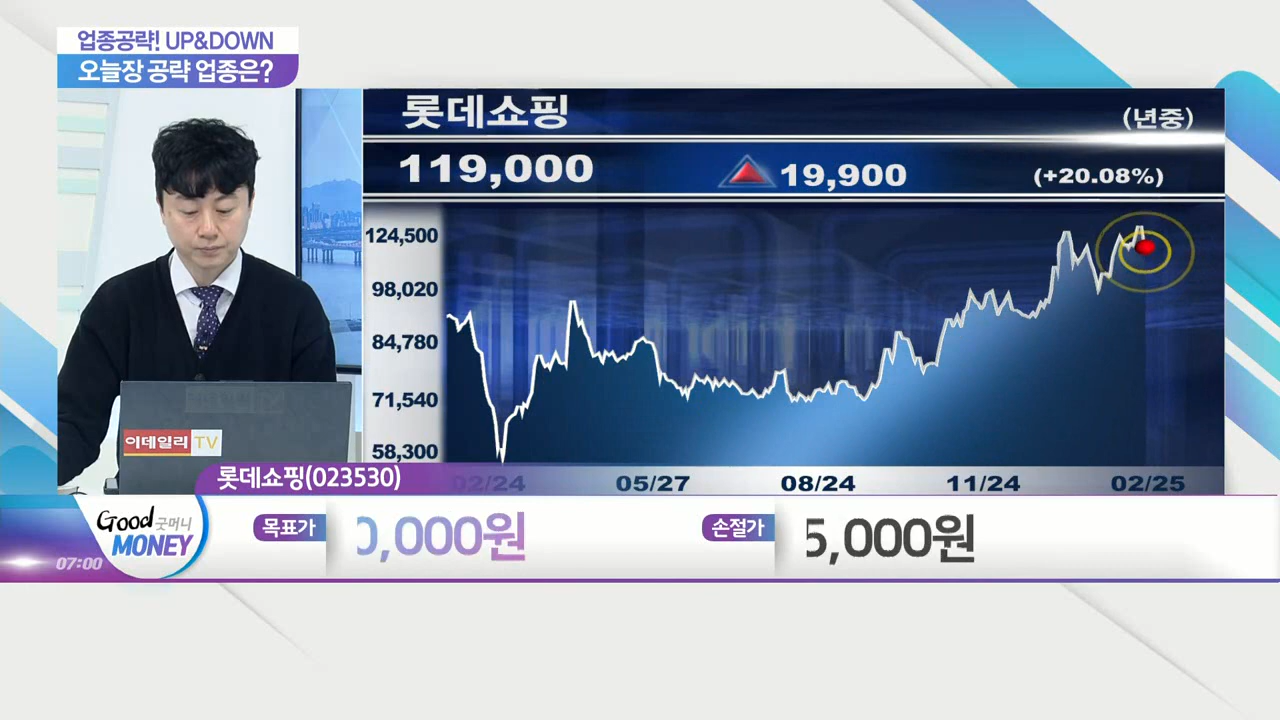 업종공략! UP&DOWN
오늘장 공략 업종은?
롯데쇼핑
(년중)
119,000
19,900
(+20.08%)
124,500
98,020
84,780
71,540
58,300
02/24
05/27
08/24
11/24
02/25
이데일리 TV
롯데쇼핑(023530)
Good 굿머니
MONEY
07:00
목표가
0,000원
손절가
5,000원